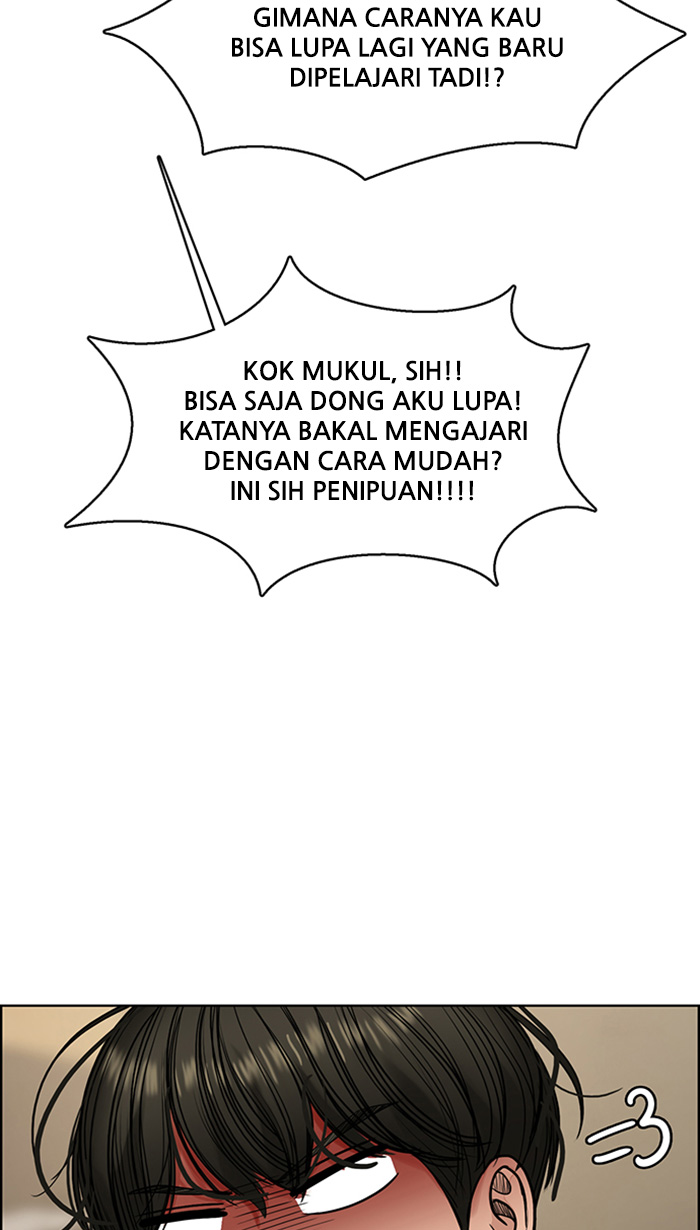 GIMANA CARANYA KAU
BISA LUPA LAGI YANG BARU
DIPELAJARI TADI!?
KOK MUKUL, SIH!!
BISA SAJA DONG AKU LUPA!
KATANYA BAKAL MENGAJARI
DENGAN CARA MUDAH?
INI SIH PENIPUAN!!!!